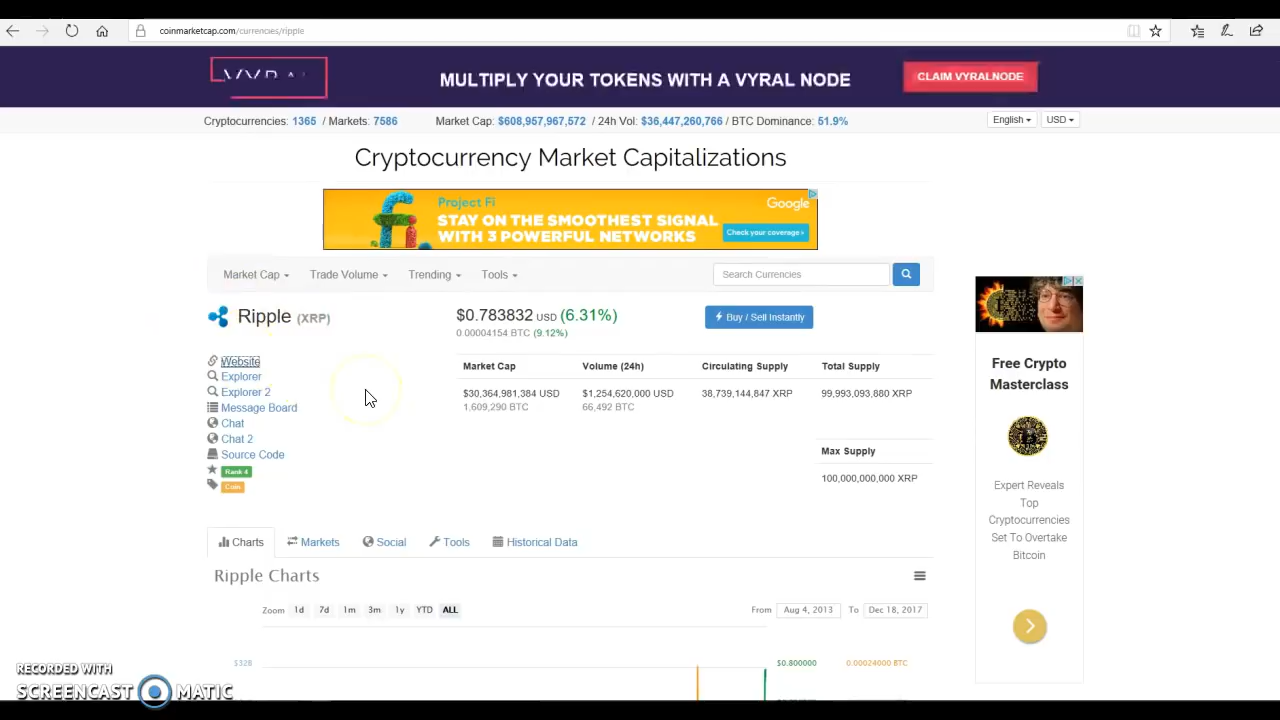 coinmarketcap.com/currencies/ripple
MULTIPLY YOUR TOKENS WITH A VYRAL NODE
CLAIM VYRALNODE
Cryptocurrencies: 1365 / Markets: 7586 Market Cap: $608,957,967,572 / 24h Vol: $36,447,260,766 / BTC Dominance: 51.9%
English
USD
Cryptocurrency Market Capitalizations
Project Fi
Google
STAY ON THE SMOOTHEST SIGNAL
WITH 3 POWERFUL NETWORKS
Check your coverage>
Market Cap Trade Volume Trending Tools Search Currencies
Ripple (XRP)
$0.783832 USD (6.31%)
0.00004154 BTC (9.12%)
Buy / Sell Instantly
Website
Explorer
Explorer 2
Message Board
Chat
Chat 2
Source Code
Rank 4
Coin
Market Cap Volume (24h) Circulating Supply Total Supply
$30,364,981,384 USD $1,254,620,000 USD 38,739,144,847 XRP 99,993,093,880 XRP
1,609,290 BTC 66,492 BTC
Max Supply
100,000,000,000 XRP
Free Crypto
Masterclass
Expert Reveals
Top
Cryptocurrencies
Set To Overtake
Bitcoin
Charts Markets Social Tools Historical Data
Ripple Charts
Zoom 1d 7d 1m 3m 1y YTD ALL From Aug 4, 2013 To Dec 18, 2017
$0.800000 0.00024000 BTC
RECORDED WITH
SCREENCAST MATIC